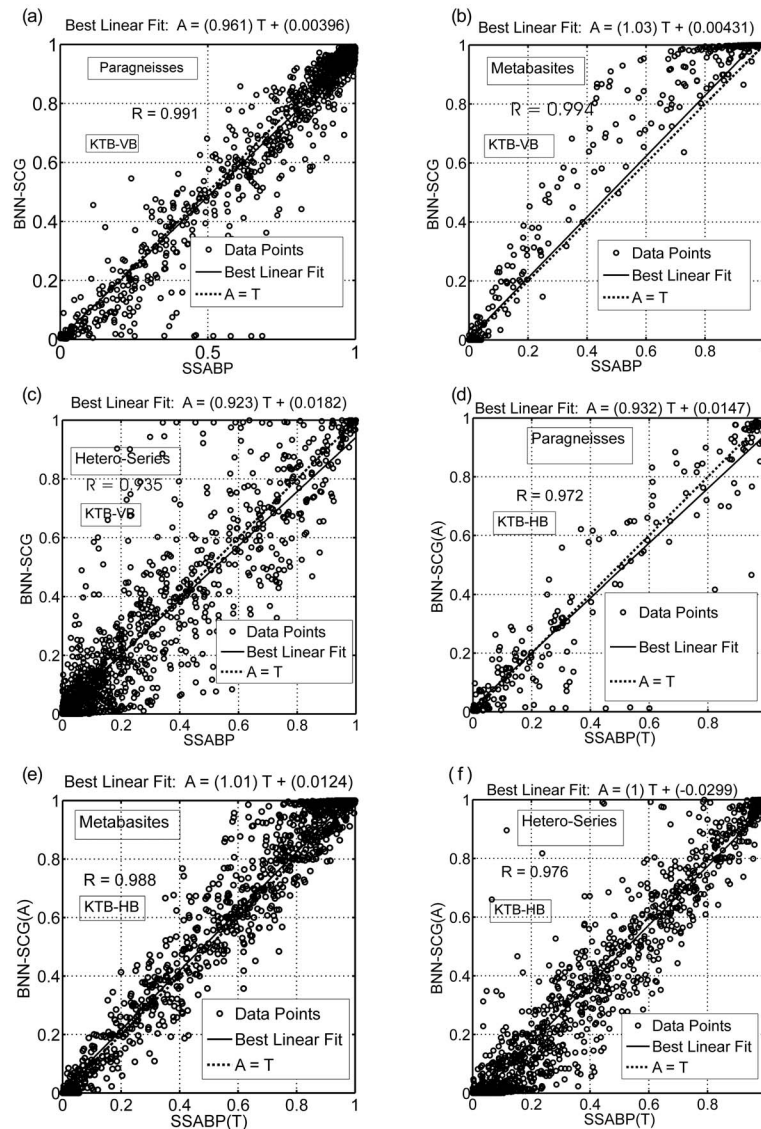 (a)
Best Linear Fit: A = (0.961) T + (0.00396)
1
0.8
0.6
0.4
0.2
0
BNN-SCG
Paragneisses
R = 0.991
KTB-VB
Data Points
Best Linear Fit
A = T
0
0.5
1
SSABP
(b)
Best Linear Fit: A = (1.03) T + (0.00431)
1
0.8
0.6
0.4
0.2
0
BNN-SCG
Metabasites
R = 0.994
KTB-VB
Data Points
Best Linear Fit
A = T
0
0.2
0.4
0.6
0.8
SSABP
(c)
Best Linear Fit: A = (0.923) T + (0.0182)
1
0.8
0.6
0.4
0.2
0
BNN-SCG
Hetero-Series
R = 0.935
KTB-VB
Data Points
Best Linear Fit
A = T
0
0.2
0.4
0.6
0.8
1
SSABP
(d)
Best Linear Fit: A = (0.932) T + (0.0147)
1
0.8
0.6
0.4
0.2
0
BNN-SCG(A)
Paragneisses
R = 0.972
KTB-HB
Data Points
Best Linear Fit
A = T
0
0.2
0.4
0.6
0.8
SSABP(T)
(e)
Best Linear Fit: A = (1.01) T + (0.0124)
1
0.8
0.6
0.4
0.2
0
BNN-SCG(A)
Metabasites
R = 0.988
KTB-HB
Data Points
Best Linear Fit
A = T
0
0.2
0.4
0.6
0.8
1
SSABP(T)
(f)
Best Linear Fit: A = (1) T + (-0.0299)
1
0.8
0.6
0.4
0.2
0
BNN-SCG(A)
Hetero-Series
R = 0.976
KTB-HB
Data Points
Best Linear Fit
A = T
0
0.2
0.4
0.6
0.8
SSABP(T)